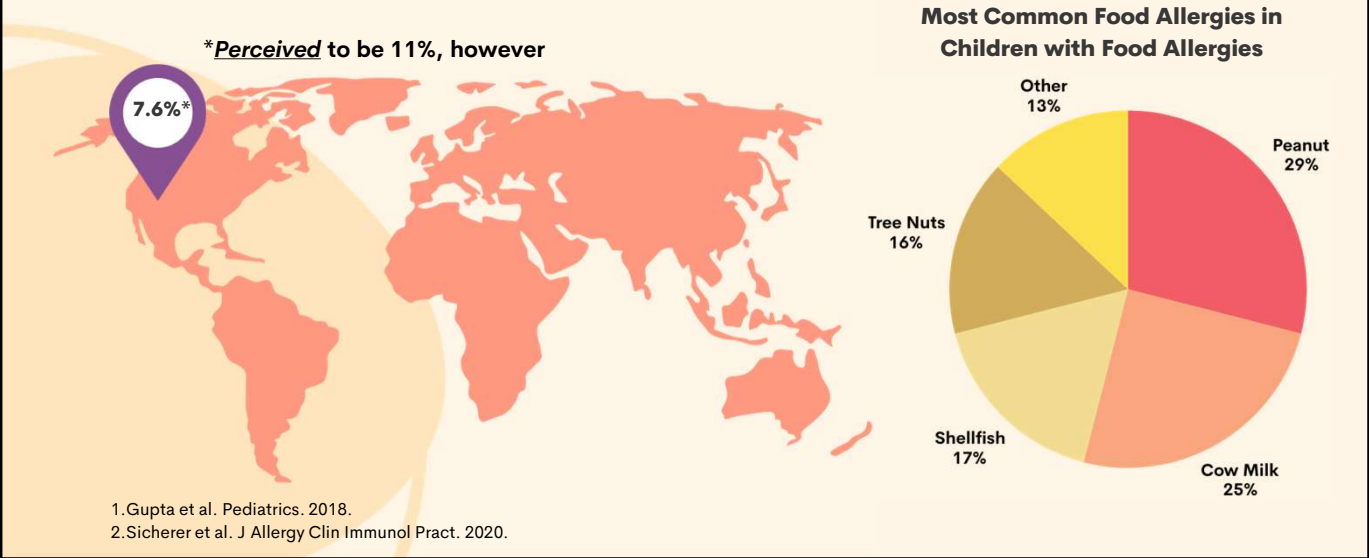 *Perceived to be 11%, however
7.6%*
Most Common Food Allergies in
Children with Food Allergies
Other
13%
Peanut
29%
Tree Nuts
16%
Shellfish
17%
Cow Milk
25%
1.Gupta et al. Pediatrics. 2018.
2.Sicherer et al. J Allergy Clin Immunol Pract. 2020.